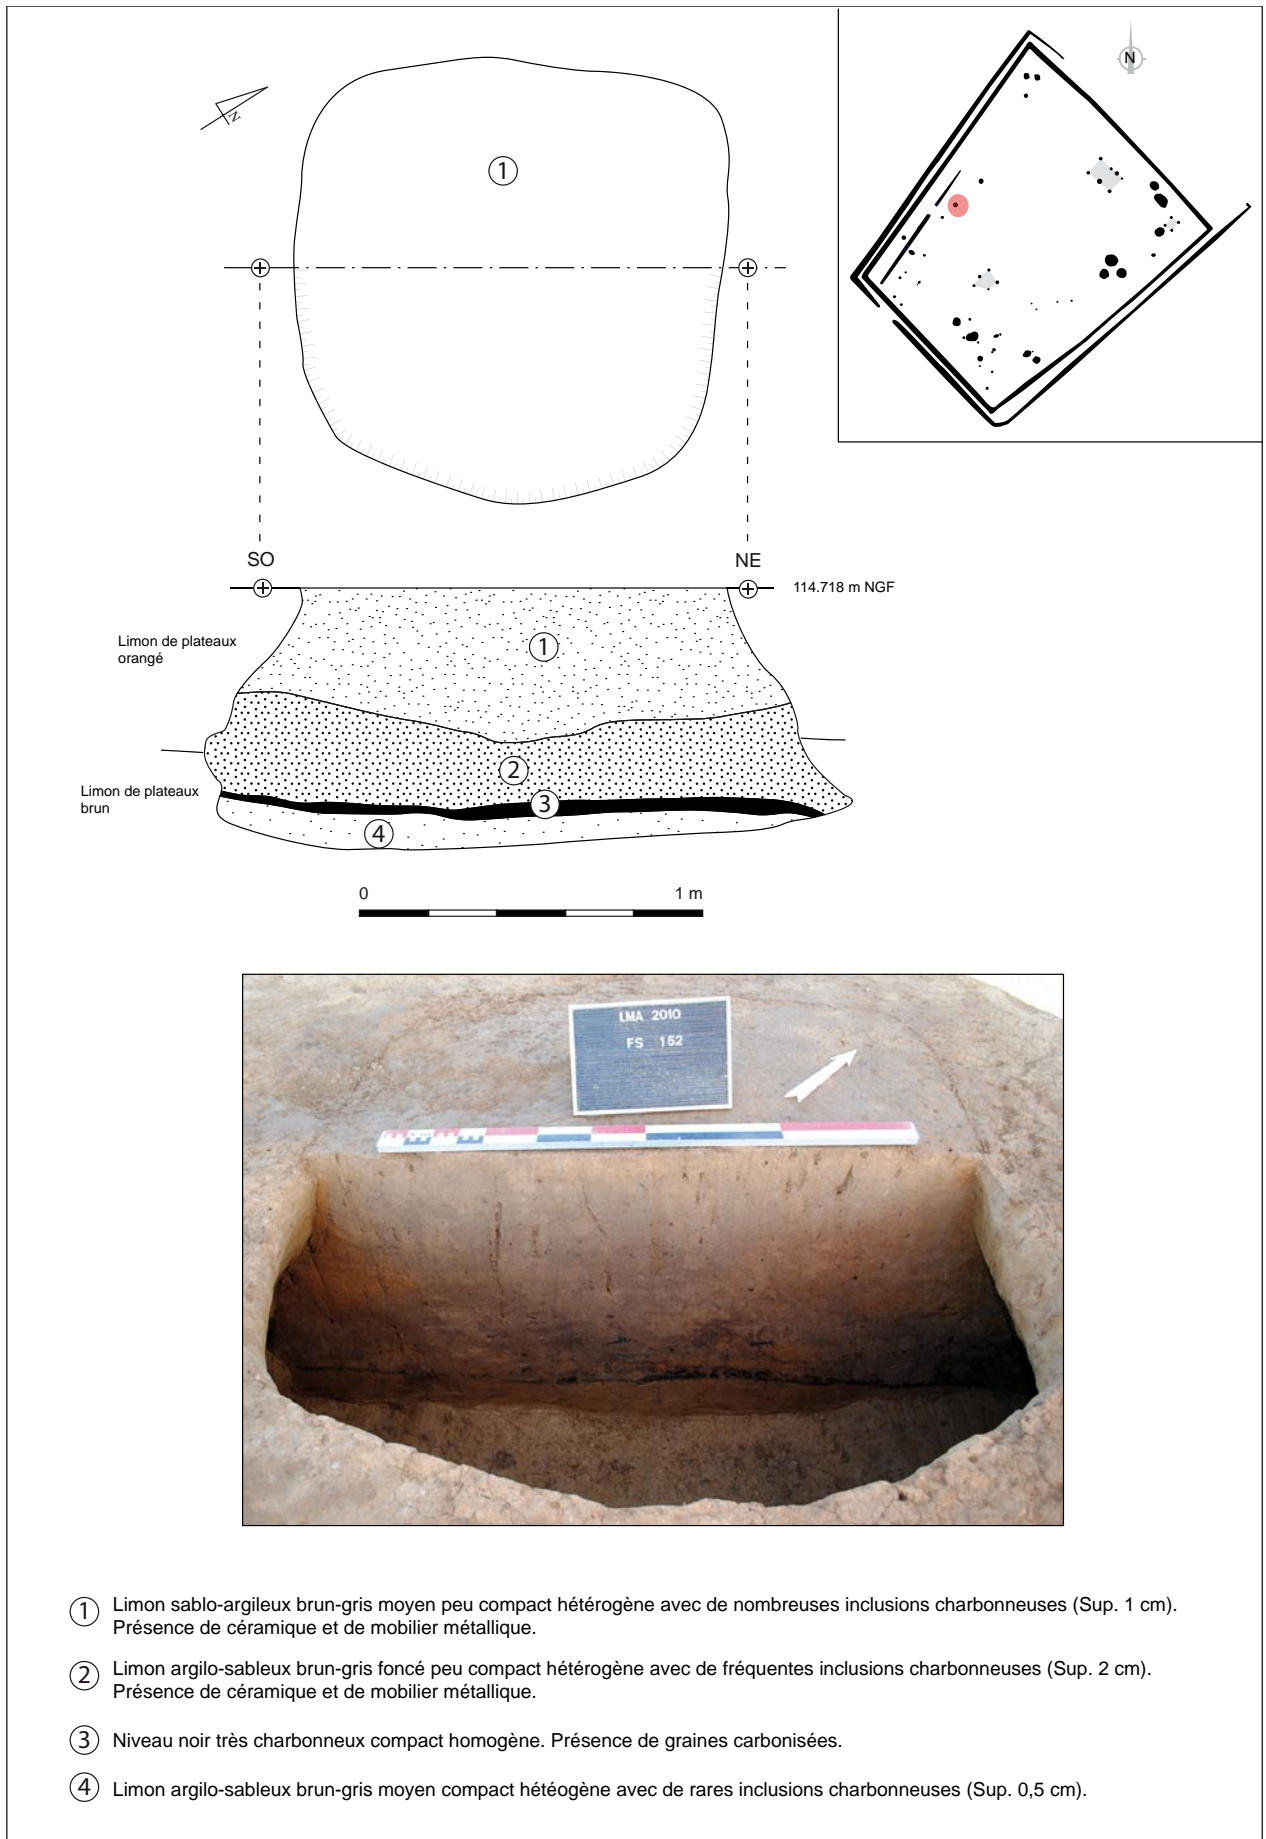 N
N
1
SO
NE
114.718 m NGF
Limon de plateaux
orangé
1
2
Limon de plateaux
brun
3
4
0 1 m
LMA 2010
FS 152
1 Limon sablo-argileux brun-gris moyen peu compact hétérogène avec de nombreuses inclusions charbonneuses (Sup. 1 cm).
Présence de céramique et de mobilier métallique.
2 Limon argilo-sableux brun-gris foncé peu compact hétérogène avec de fréquentes inclusions charbonneuses (Sup. 2 cm).
Présence de céramique et de mobilier métallique.
3 Niveau noir très charbonneux compact homogène. Présence de graines carbonisées.
4 Limon argilo-sableux brun-gris moyen compact hétéogène avec de rares inclusions charbonneuses (Sup. 0,5 cm).